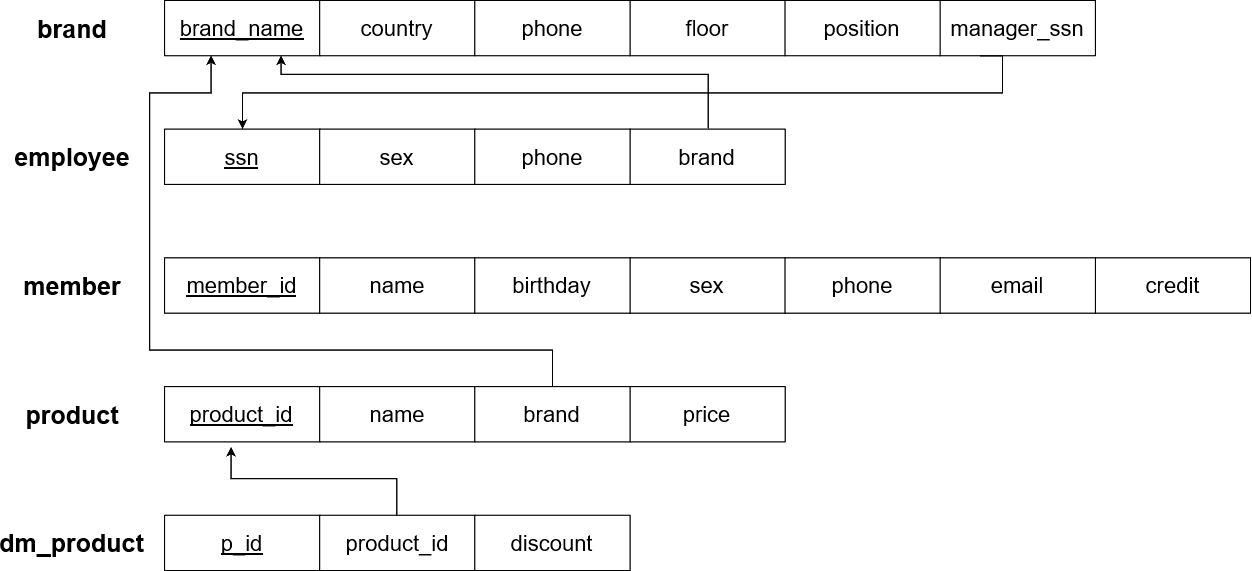 brand brand_name country phone floor position manager_ssn
employee ssn sex phone brand
member member_id name birthday sex phone email credit
product product_id name brand price
dm_product p_id product_id discount